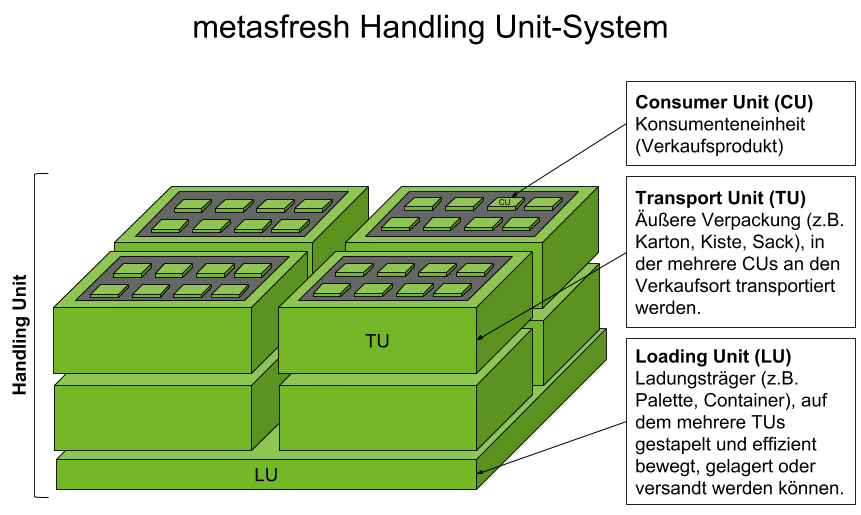 metasfresh Handling Unit-System
Consumer Unit (CU)
Konsumenteneinheit
(Verkaufsprodukt)
Transport Unit (TU)
Äußere Verpackung (z.B.
Karton, Kiste, Sack), in
der mehrere CUs an den
Verkaufsort transportiert
werden.
Loading Unit (LU)
Ladungsträger (z.B.
Palette, Container), auf
dem mehrere TUs
gestapelt und effizient
bewegt, gelagert oder
versandt werden können.
Handling Unit
CU
TU
LU